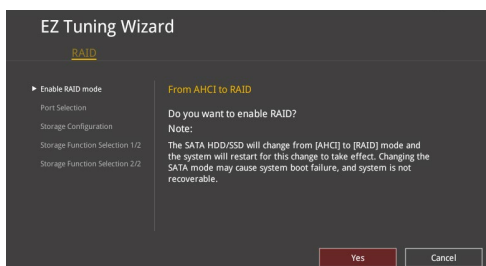 EZ Tuning Wizard
RAID
Enable RAID mode
Port Selection
Storage Configuration
Storage Function Selection 1/2
Storage Function Selection 2/2
From AHCI to RAID
Do you want to enable RAID?
Note:
The SATA HDD/SSD will change from [AHCI] to [RAID] mode and
the system will restart for this change to take effect. Changing the
SATA mode may cause system boot failure, and system is not
recoverable.
Yes
Cancel